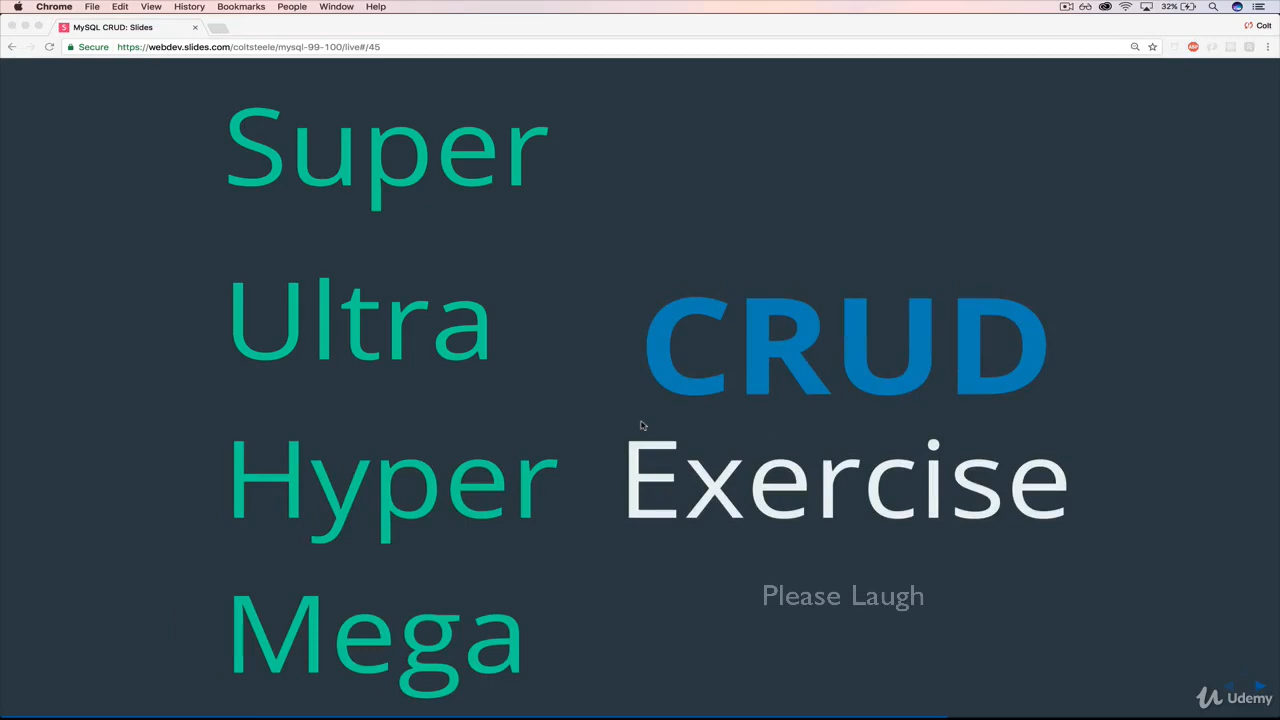 Chrome File Edit View History Bookmarks People Window Help 32%
MySQL CRUD: Slides Colt
Secure https://webdev.slides.com/coltsteele/mysql-99-100/live#/45
Super
Ultra
Hyper
Mega
CRUD
Exercise
Please Laugh
Udemy